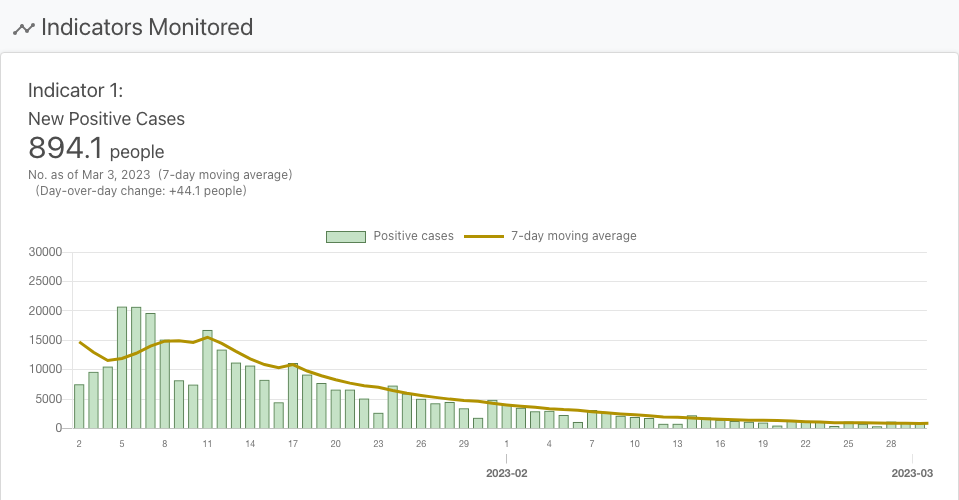 Indicators Monitored
Indicator 1:
New Positive Cases
894.1 people
No. as of Mar 3, 2023 (7-day moving average)
(Day-over-day change: +44.1 people)
Positive cases 7-day moving average
30000
25000
20000
15000
10000
5000
0
2 5 8 11 14 17 20 23 26 29 1 4 7 10 13 16 19 22 25 28
2023-02 2023-03